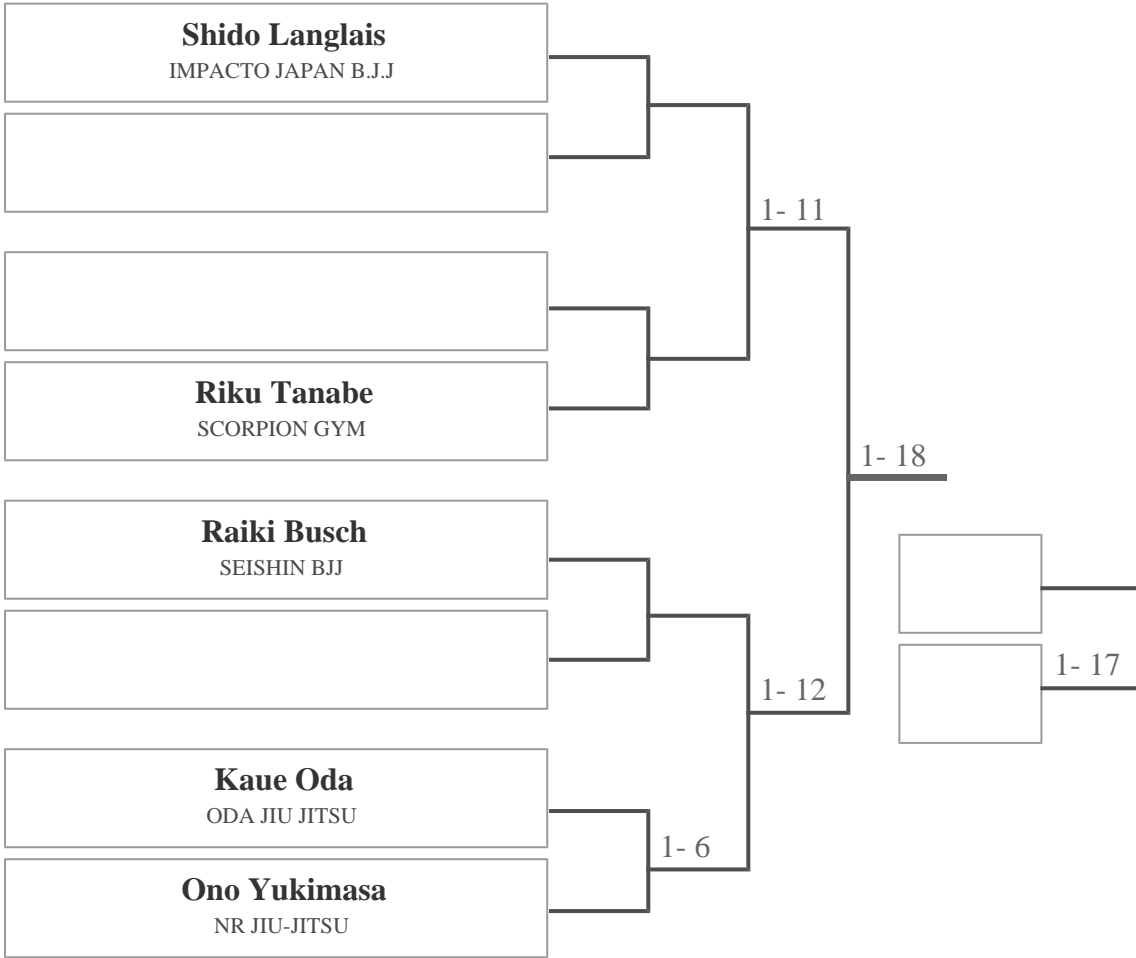 Shido Langlais
IMPACTO JAPAN B.J.J
1- 11
Riku Tanabe
SCORPION GYM
1- 18
Raiki Busch
SEISHIN BJJ
1- 17
1- 12
Kaue Oda
ODA JIU JITSU
1- 6
Ono Yukimasa
NR JIU-JITSU